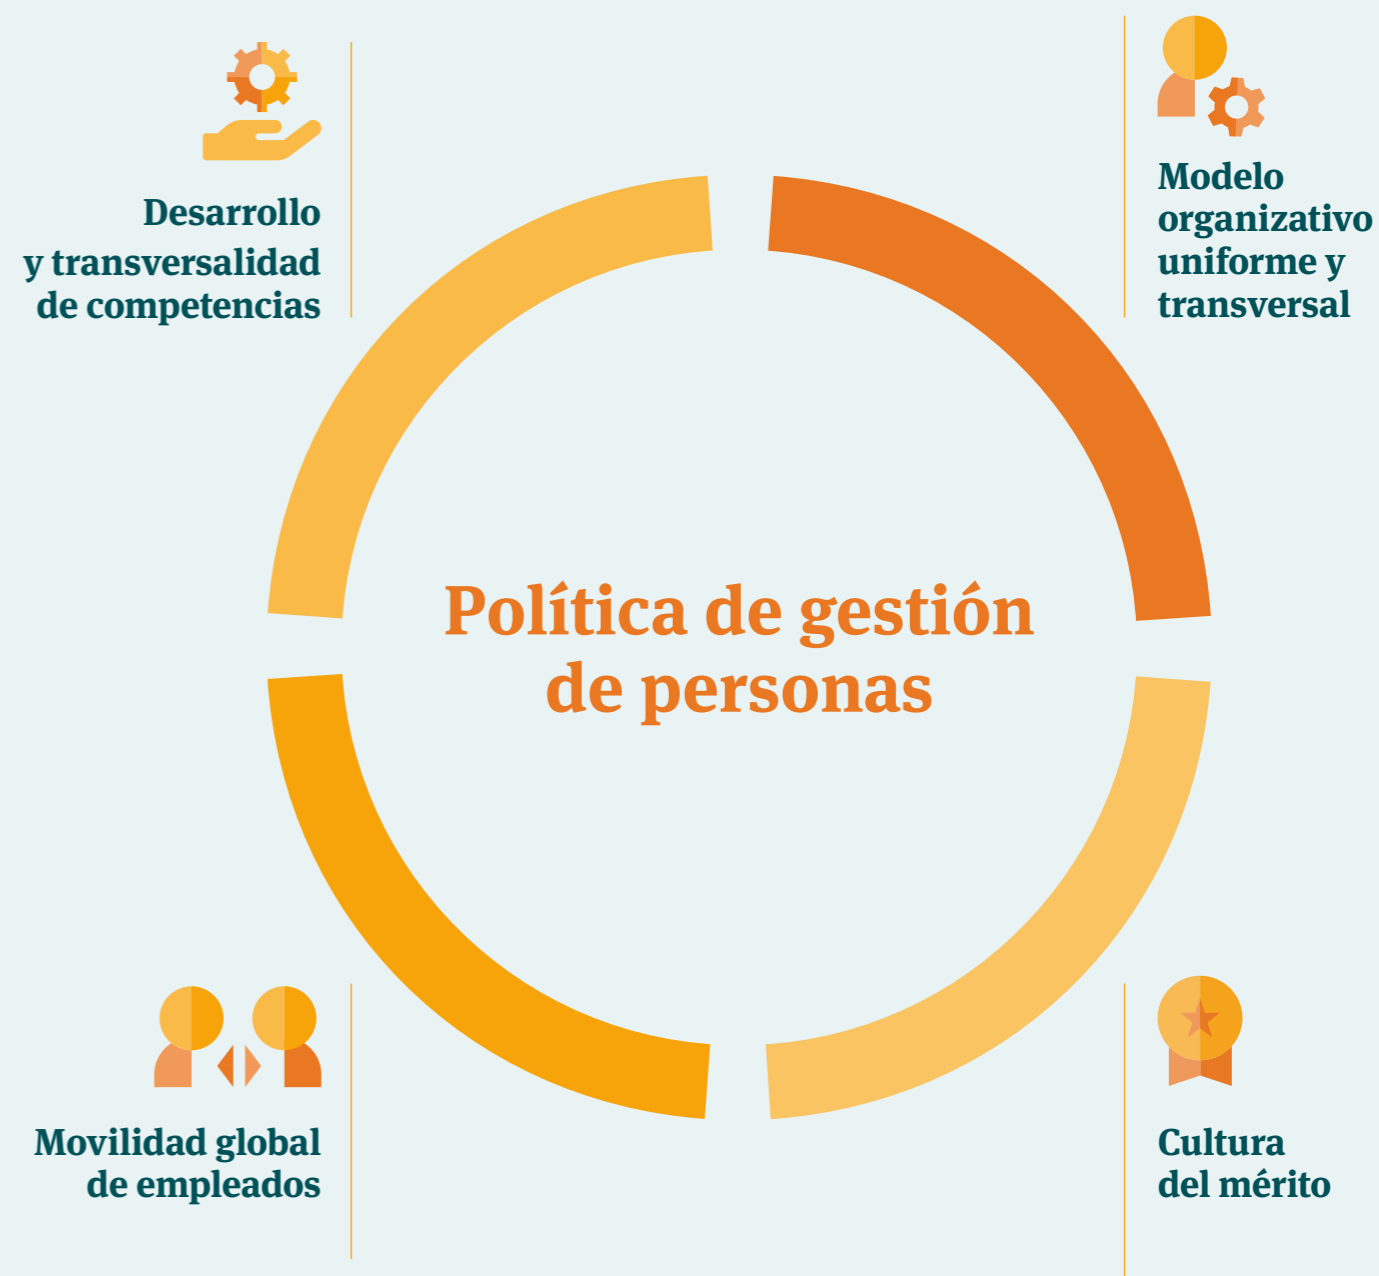 Desarrollo
y transversalidad
de competencias
Modelo
organizativo
uniforme y
transversal
Política de gestión
de personas
Movilidad global
de empleados
Cultura
del mérito